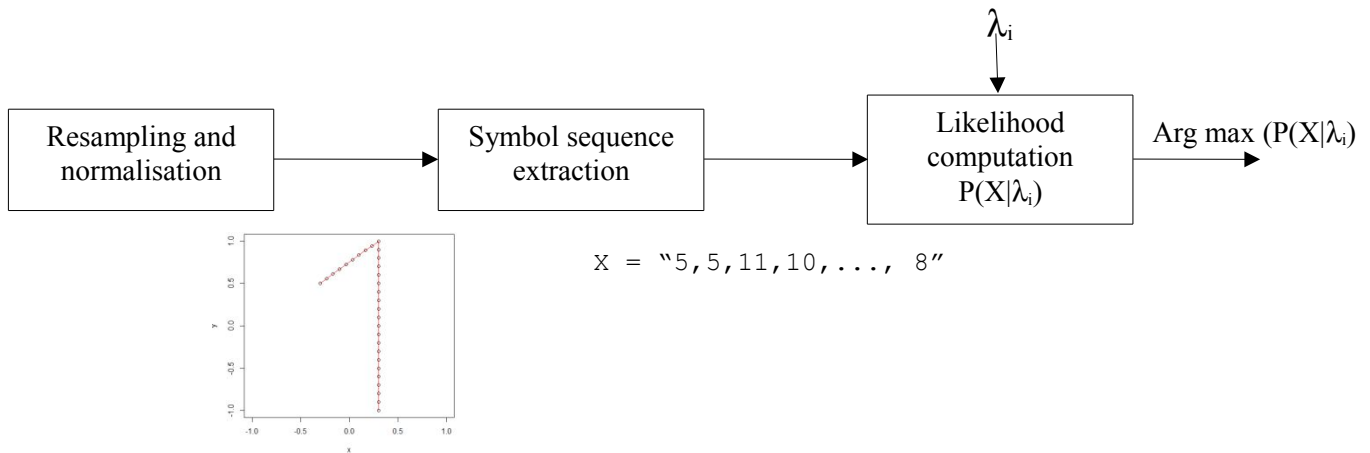 λi
Resampling and
normalisation
Symbol sequence
extraction
Likelihood
computation
P(X|λi)
Arg max (P(X|λi)
X = “5,5,11,10,..., 8”
1.0
0.5
0.0
-0.5
-1.0
y
-1.0 -0.5 0.0 0.5 1.0
x